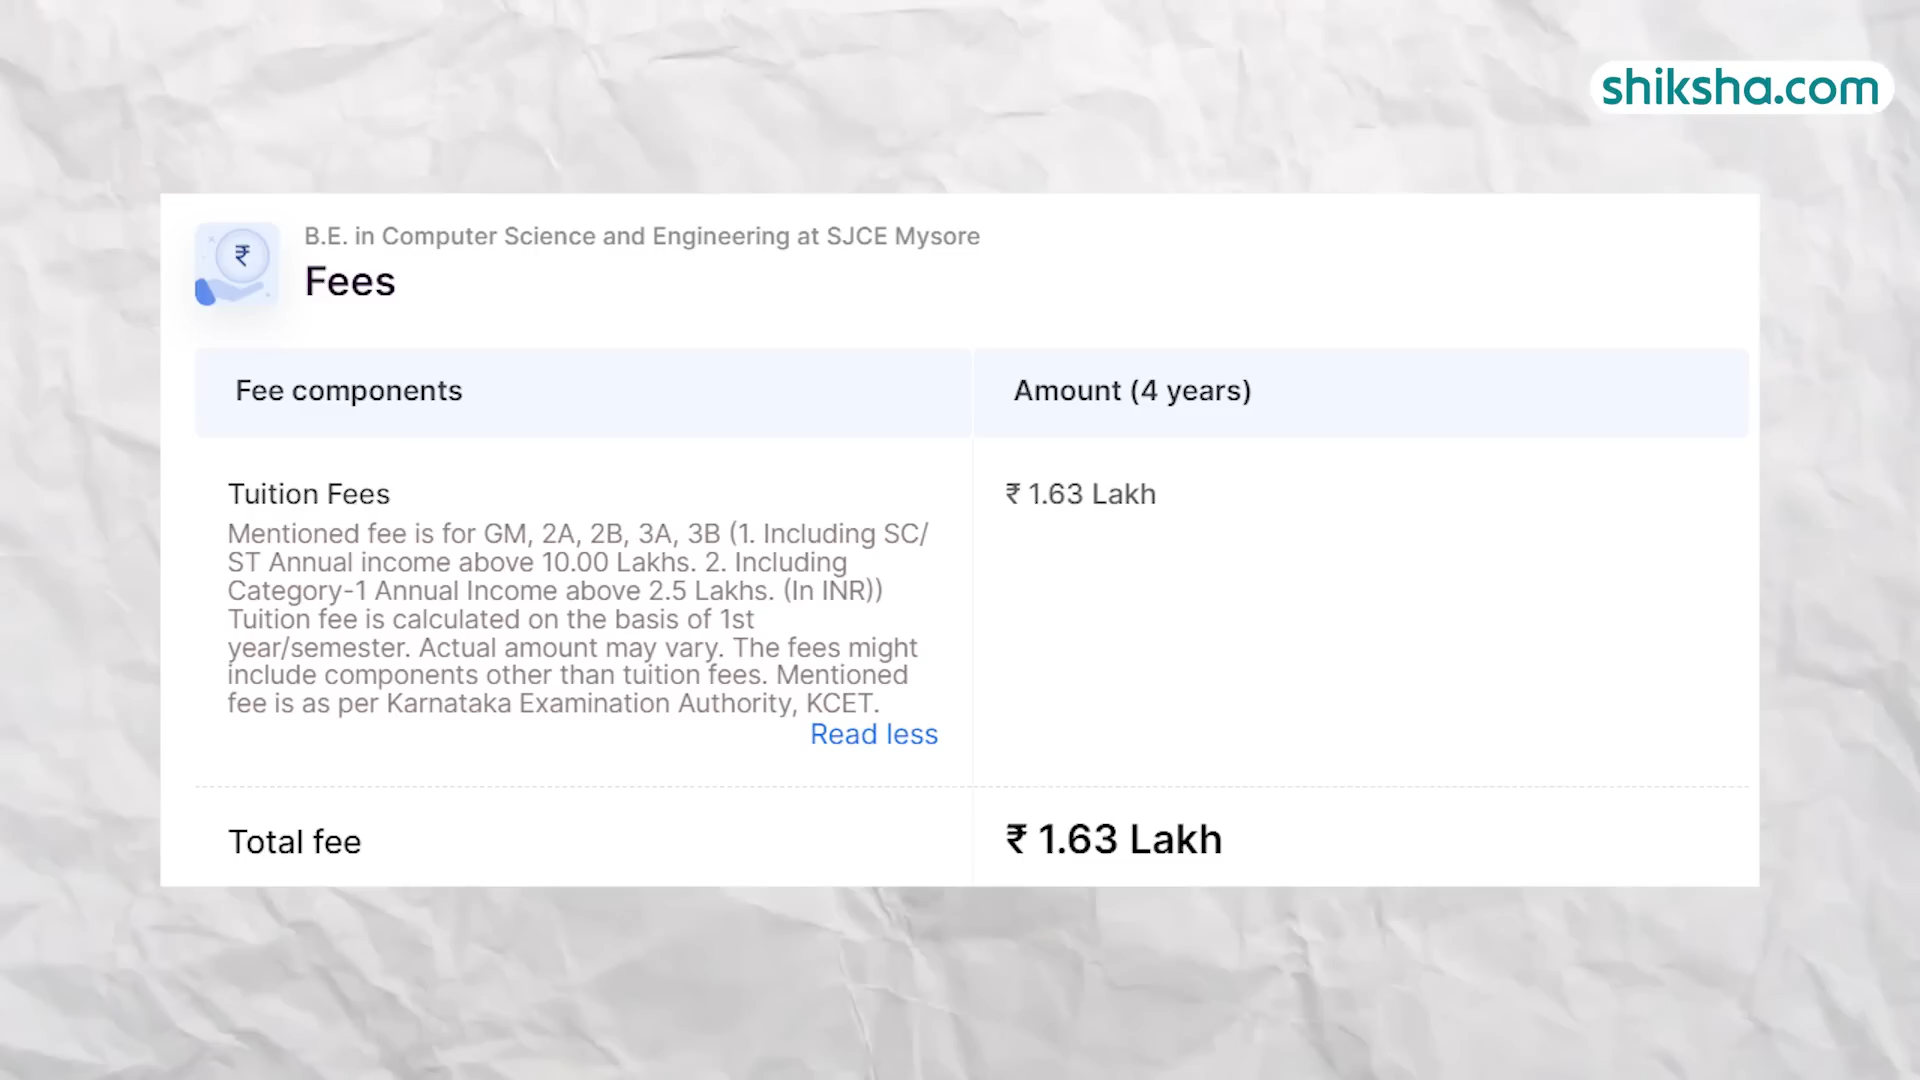 shiksha.com
₹
B.E. in Computer Science and Engineering at SJCE Mysore
Fees
Fee components
Amount (4 years)
Tuition Fees
₹ 1.63 Lakh
Mentioned fee is for GM, 2A, 2B, 3A, 3B (1. Including SC/
ST Annual income above 10.00 Lakhs. 2. Including
Category-1 Annual Income above 2.5 Lakhs. (In INR))
Tuition fee is calculated on the basis of 1st
year/semester. Actual amount may vary. The fees might
include components other than tuition fees. Mentioned
fee is as per Karnataka Examination Authority, KCET.
Read less
Total fee
₹ 1.63 Lakh